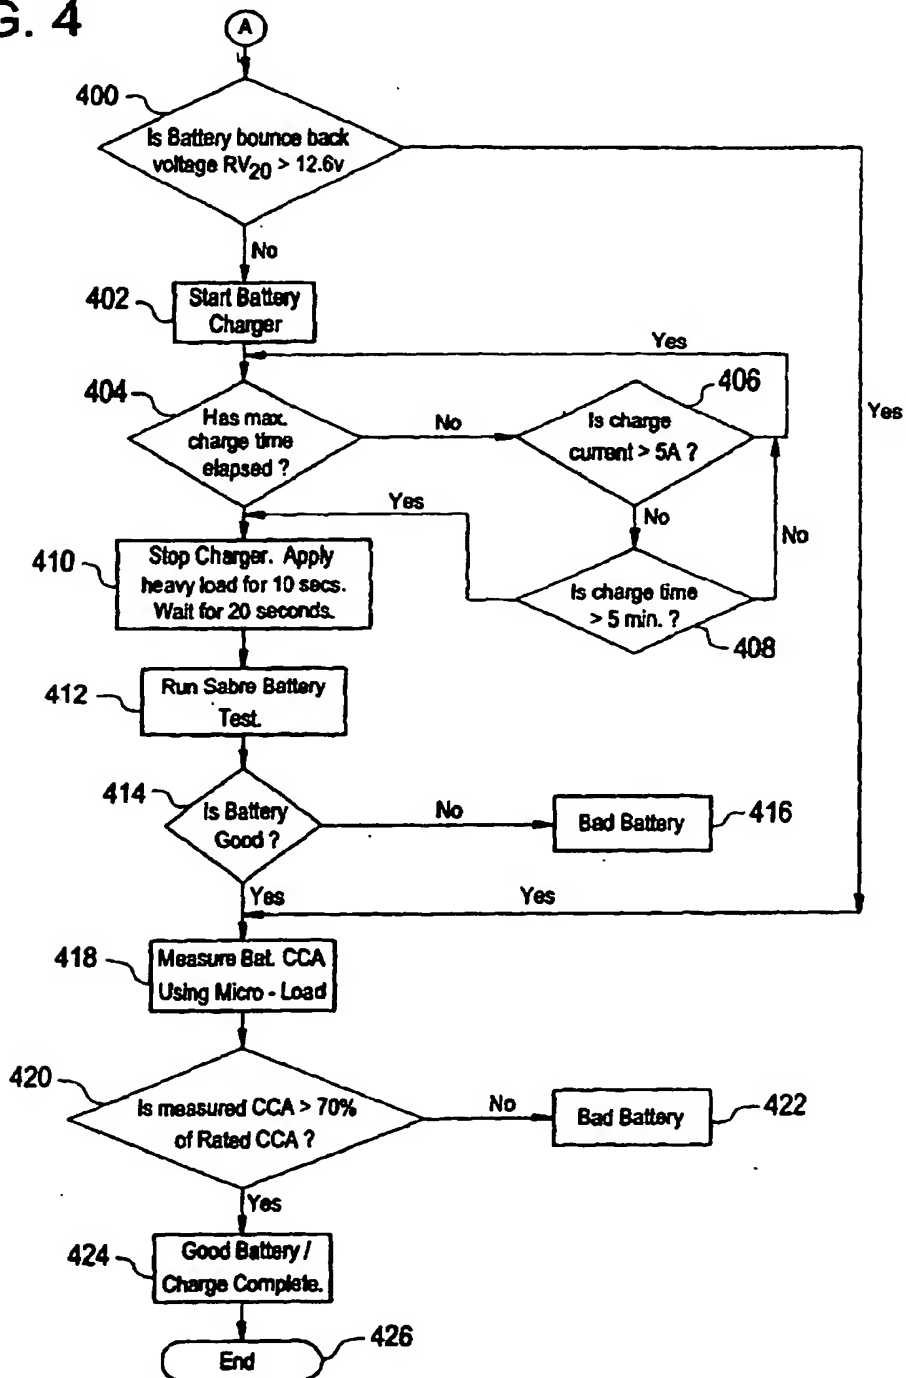 G. 4
A
400
Is Battery bounce back
voltage RV20 > 12.6v
No
402
Start Battery
Charger
Yes
404
Has max.
charge time
elapsed ?
No
406
Is charge
current > 5A ?
Yes
Yes
No
No
410
Stop Charger. Apply
heavy load for 10 secs.
Wait for 20 seconds.
Is charge time
> 5 min. ?
408
412
Run Sabre Battery
Test.
414
Is Battery
Good ?
No
Bad Battery
416
Yes
Yes
418
Measure Bat. CCA
Using Micro - Load
420
Is measured CCA > 70%
of Rated CCA ?
No
Bad Battery
422
Yes
424
Good Battery /
Charge Complete.
End
426